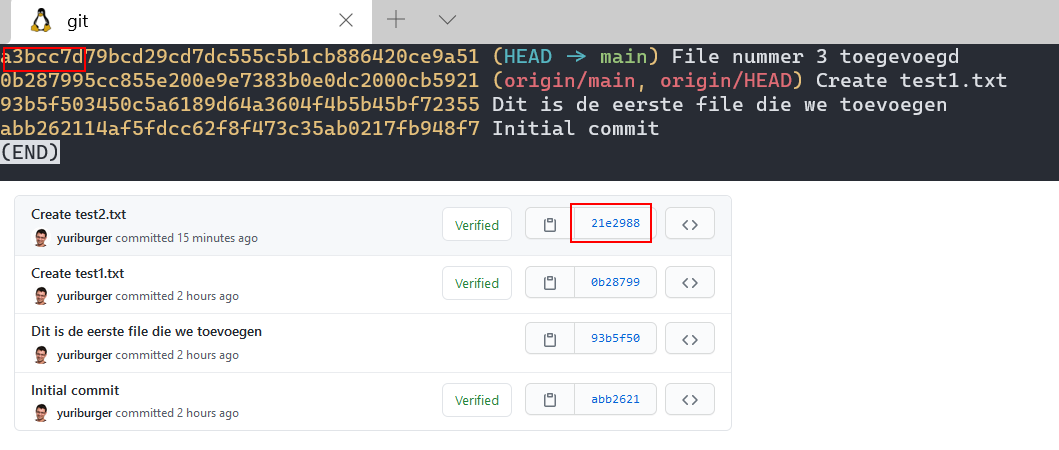 git
a3bcc7d79bcd29cd7dc555c5b1cb886420ce9a51 (HEAD -> main) File nummer 3 toegevoegd
0b287995cc855e200e9e7383b0e0dc2000cb5921 (origin/main, origin/HEAD) Create test1.txt
93b5f503450c5a6189d64a3604f4b5b45bf72355 Dit is de eerste file die we toevoegen
abb262114af5fdcc62f8f473c35ab0217fb948f7 Initial commit
(END)
Create test2.txt
yuriburger committed 15 minutes ago
Verified
21e2988
<>
Create test1.txt
yuriburger committed 2 hours ago
Verified
0b28799
<>
Dit is de eerste file die we toevoegen
yuriburger committed 2 hours ago
93b5f50
<>
Initial commit
yuriburger committed 2 hours ago
Verified
abb2621
<>